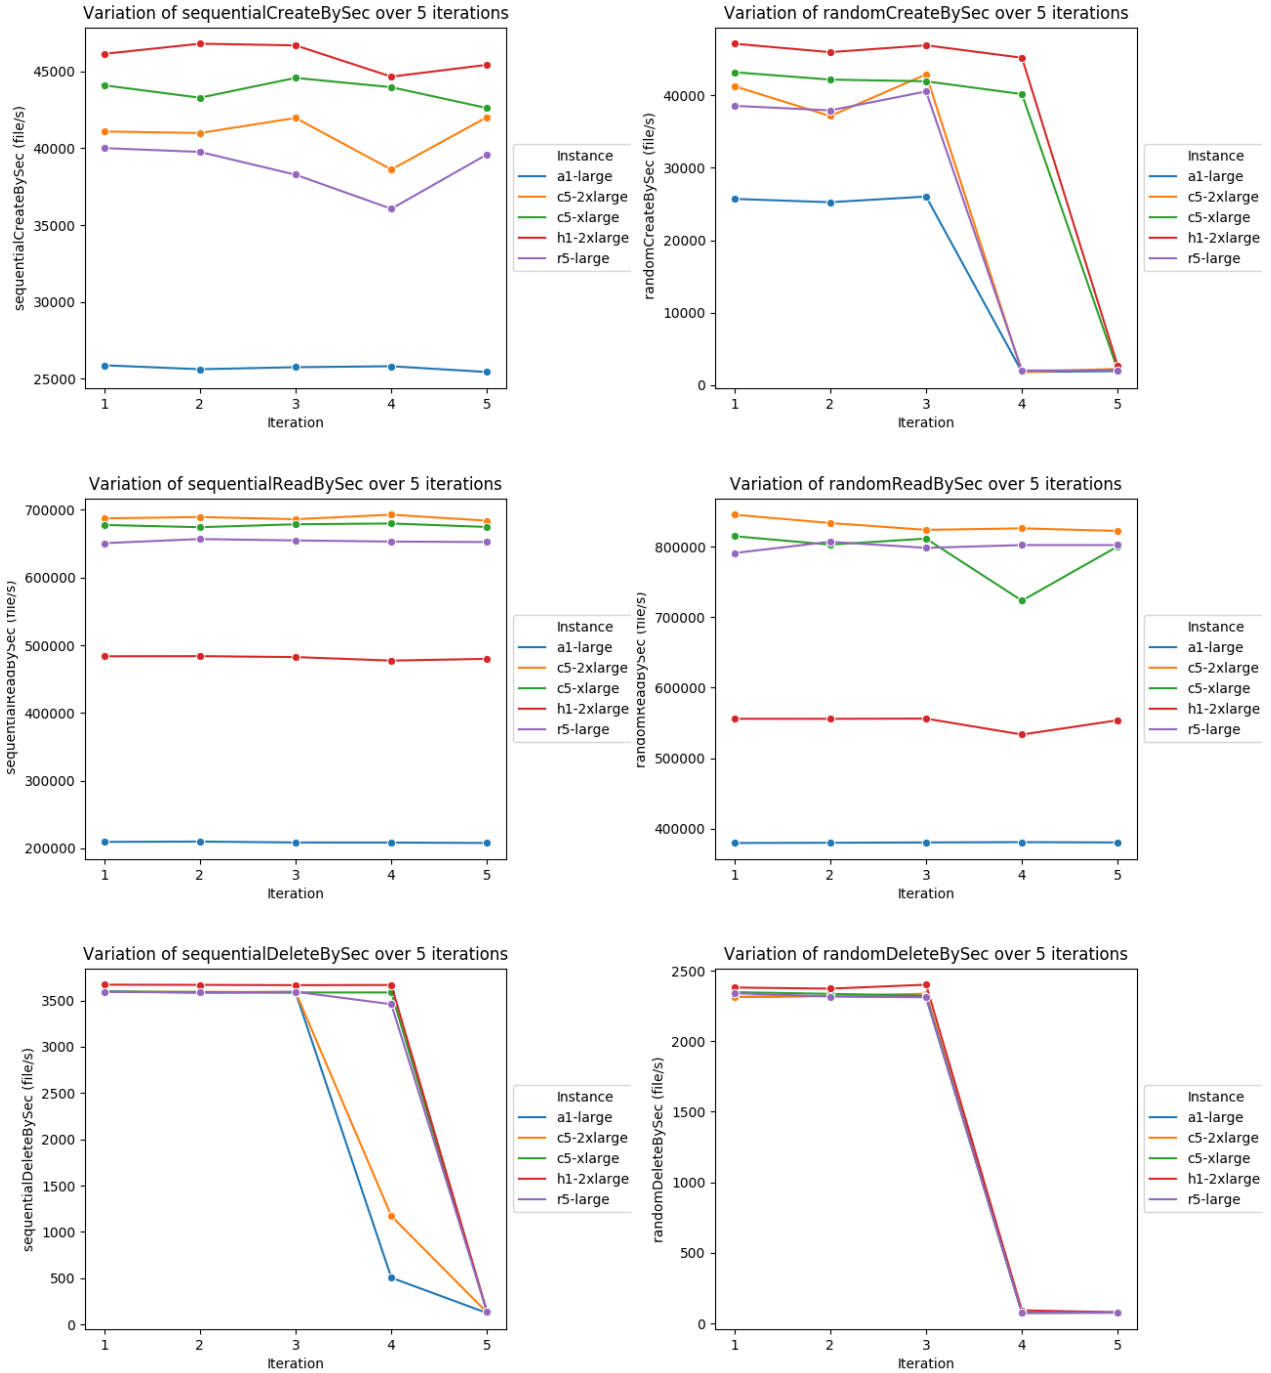 Variation of sequentialCreateBySec over 5 iterations
sequentialCreateBySec (file/s)
45000
40000
35000
30000
25000
1 2 3 4 5
Iteration
Instance
a1-large
c5-2xlarge
c5-xlarge
h1-2xlarge
r5-large
Variation of randomCreateBySec over 5 iterations
randomCreateBySec (file/s)
40000
30000
20000
10000
0
1 2 3 4 5
Iteration
Instance
a1-large
c5-2xlarge
c5-xlarge
h1-2xlarge
r5-large
Variation of sequentialReadBySec over 5 iterations
sequentialReadBySec (file/s)
700000
600000
500000
400000
300000
200000
1 2 3 4 5
Iteration
Instance
a1-large
c5-2xlarge
c5-xlarge
h1-2xlarge
r5-large
Variation of randomReadBySec over 5 iterations
randomReadBySec (file/s)
800000
700000
600000
500000
400000
1 2 3 4 5
Iteration
Instance
a1-large
c5-2xlarge
c5-xlarge
h1-2xlarge
r5-large
Variation of sequentialDeleteBySec over 5 iterations
sequentialDeleteBySec (file/s)
3500
3000
2500
2000
1500
1000
500
0
1 2 3 4 5
Iteration
Instance
a1-large
c5-2xlarge
c5-xlarge
h1-2xlarge
r5-large
Variation of randomDeleteBySec over 5 iterations
randomDeleteBySec (file/s)
2500
2000
1500
1000
500
0
1 2 3 4 5
Iteration
Instance
a1-large
c5-2xlarge
c5-xlarge
h1-2xlarge
r5-large